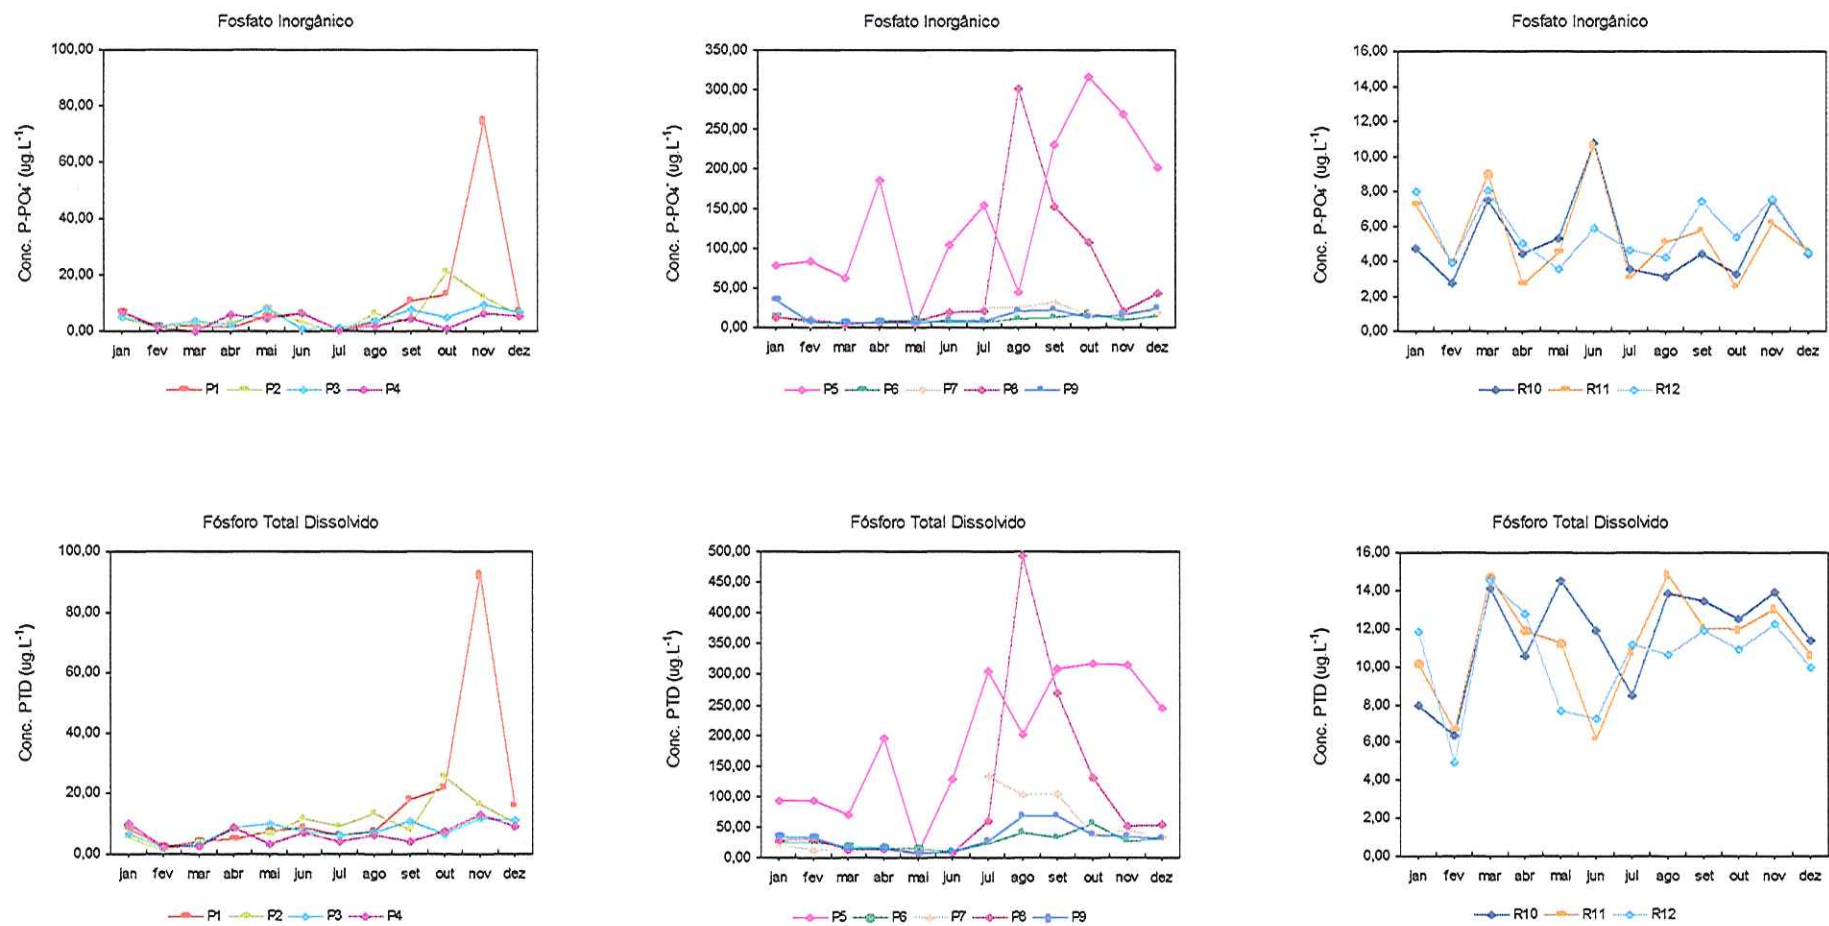 Fosfato Inorgânico
Conc. P-PO4- (ug.L-1)
100,00
80,00
60,00
40,00
20,00
0,00
jan fev mar abr mai jun jul ago set out nov dez
P1 P2 P3 P4
Fosfato Inorgânico
Conc. P-PO4- (ug.L-1)
350,00
300,00
250,00
200,00
150,00
100,00
50,00
0,00
jan fev mar abr mai jun jul ago set out nov dez
P5 P6 P7 P8 P9
Fosfato Inorgânico
Conc. P-PO4- (ug.L-1)
16,00
14,00
12,00
10,00
8,00
6,00
4,00
2,00
0,00
jan fev mar abr mai jun jul ago set out nov dez
R10 R11 R12
Fósforo Total Dissolvido
Conc. PTD (ug.L-1)
100,00
80,00
60,00
40,00
20,00
0,00
jan fev mar abr mai jun jul ago set out nov dez
P1 P2 P3 P4
Fósforo Total Dissolvido
Conc. PTD (ug.L-1)
500,00
450,00
400,00
350,00
300,00
250,00
200,00
150,00
100,00
50,00
0,00
jan fev mar abr mai jun jul ago set out nov dez
P5 P6 P7 P8 P9
Fósforo Total Dissolvido
Conc. PTD (ug.L-1)
16,00
14,00
12,00
10,00
8,00
6,00
4,00
2,00
0,00
jan fev mar abr mai jun jul ago set out nov dez
R10 R11 R12